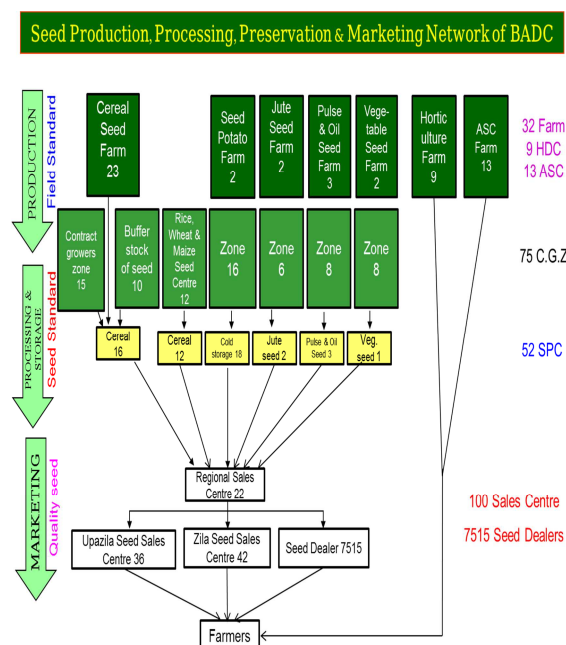 Seed Production, Processing, Preservation & Marketing Network of BADC
PRODUCTION
Field Standard
Cereal
Seed
Farm
23
Seed
Potato
Farm
2
Jute
Seed
Farm
2
Pulse
& Oil
Seed
Farm
3
Vege-
table
Seed
Farm
2
Horti
culture
Farm
9
ASC
Farm
13
32 Farm
9 HDC
13 ASC
Contract
growers
zone
15
Buffer
stock
of seed
10
Rice,
Wheat &
Maize
Seed
Centre
12
Zone
16
Zone
6
Zone
8
Zone
8
75 C.G.Z
PROCESSING &
STORAGE
Seed Standard
Cereal
16
Cereal
12
Cold
storage 18
Jute
seed 2
Pulse & Oil
Seed 3
Veg.
seed 1
52 SPC
MARKETING
Quality seed
Regional Sales
Centre 22
Upazila Seed Sales
Centre 36
Zila Seed Sales
Centre 42
Seed Dealer 7515
100 Sales Centre
7515 Seed Dealers
Farmers